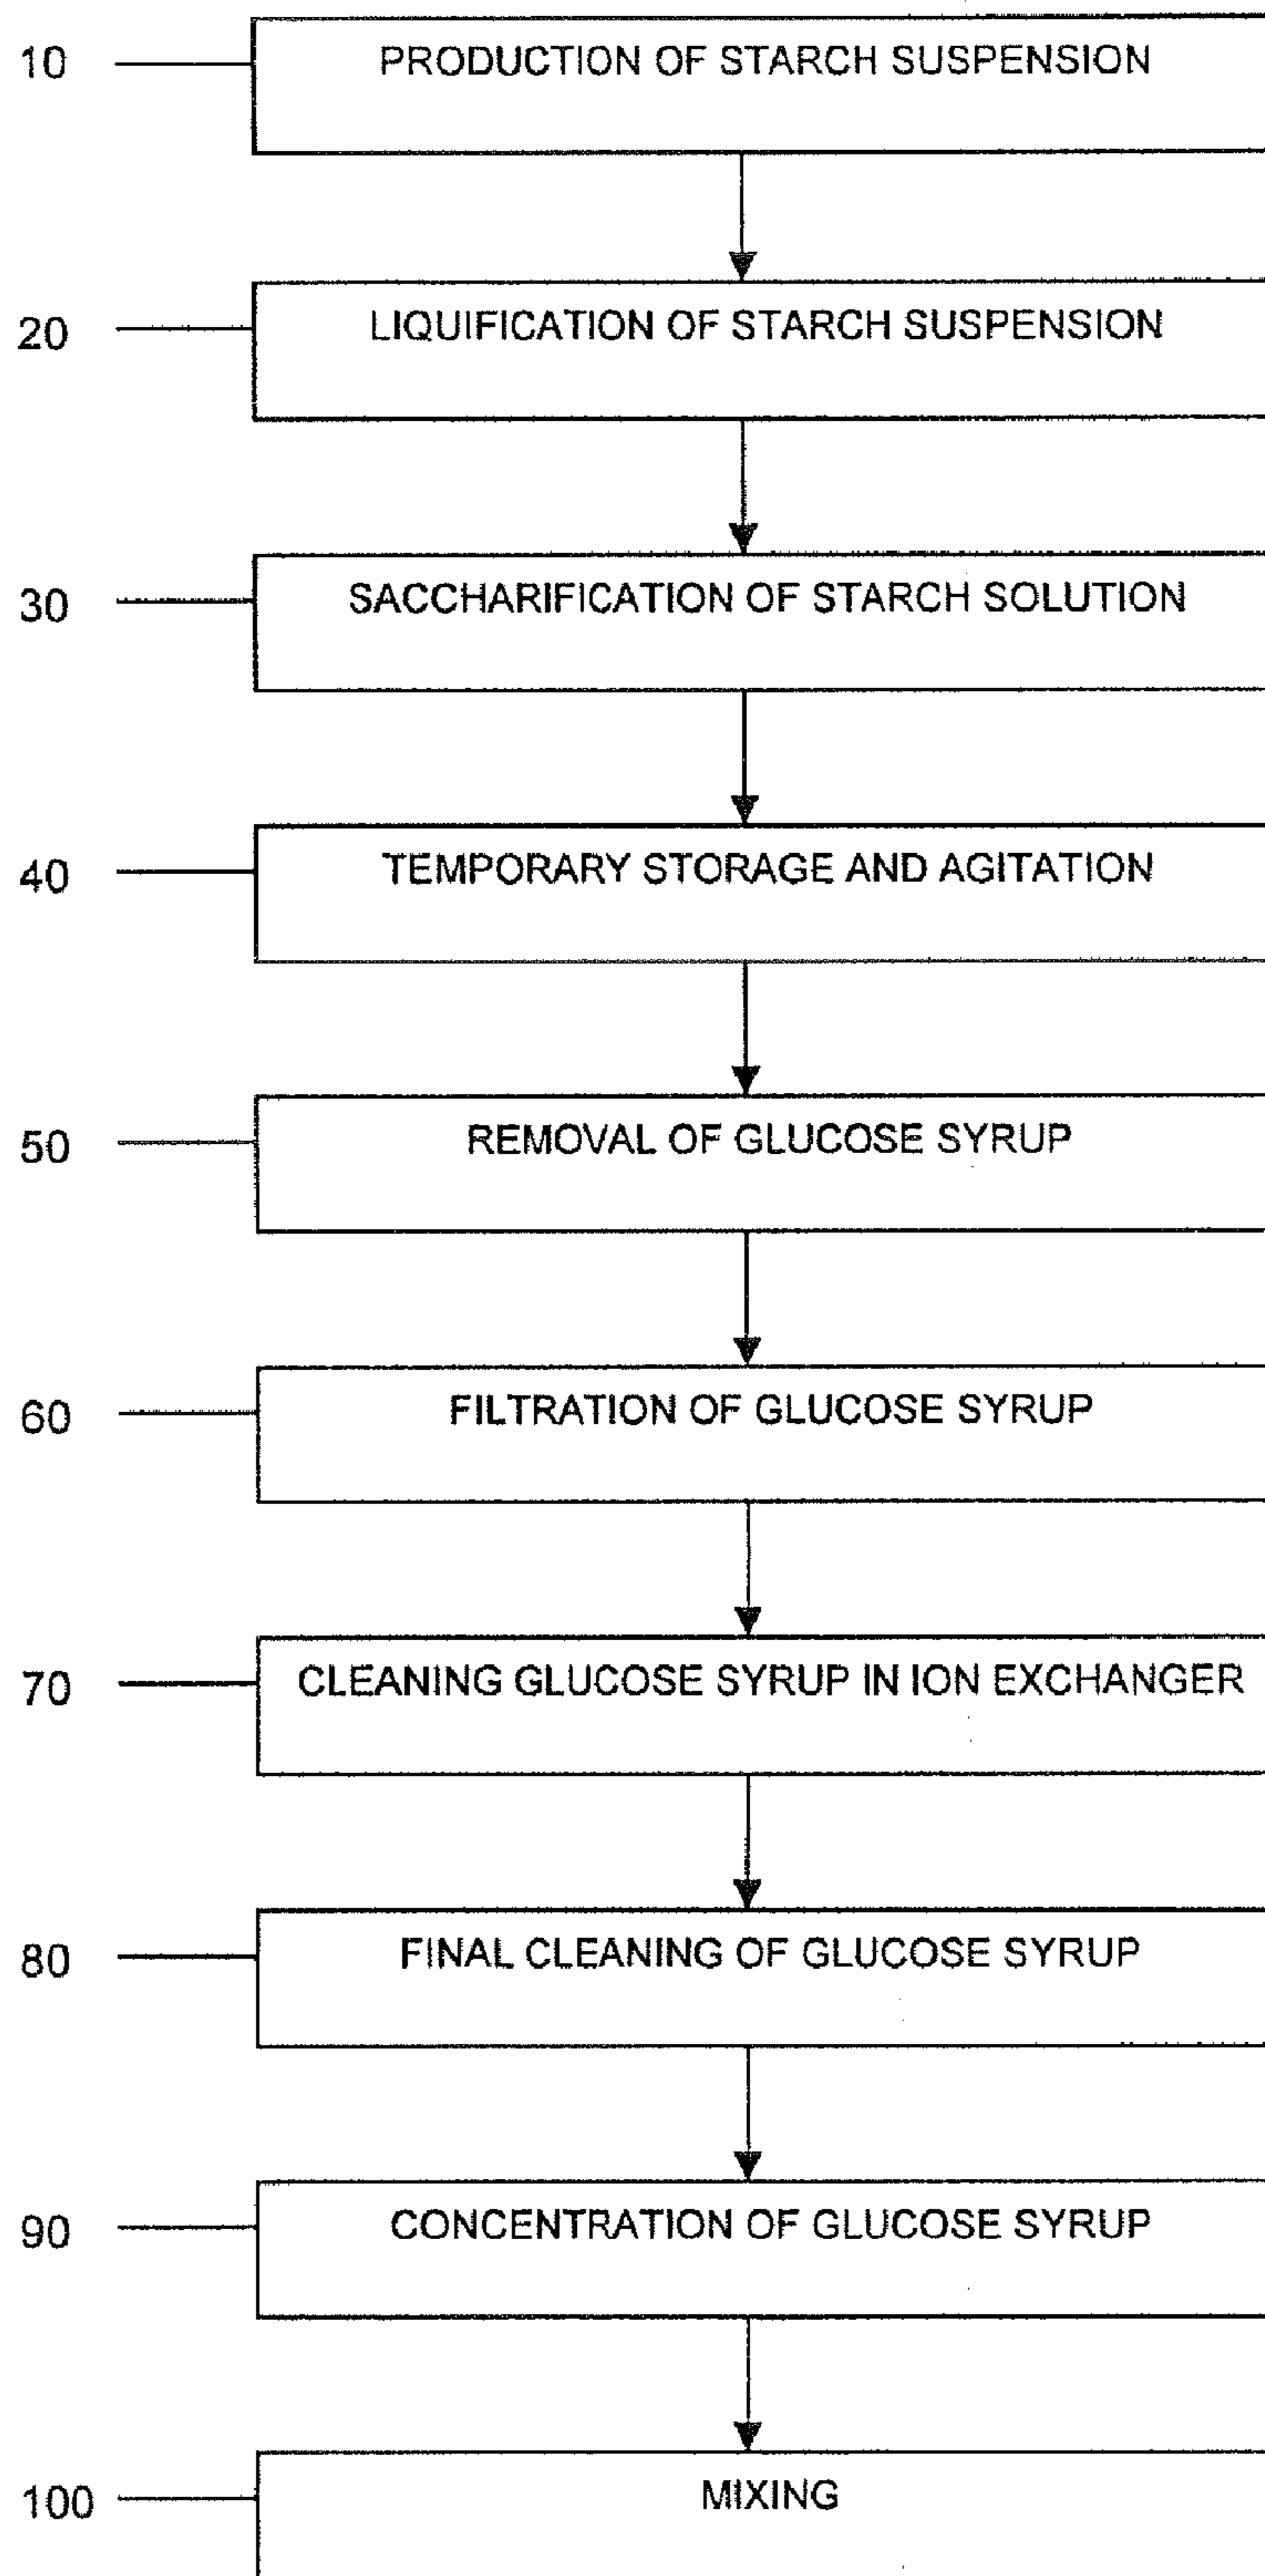 10 PRODUCTION OF STARCH SUSPENSION
20 LIQUIFICATION OF STARCH SUSPENSION
30 SACCHARIFICATION OF STARCH SOLUTION
40 TEMPORARY STORAGE AND AGITATION
50 REMOVAL OF GLUCOSE SYRUP
60 FILTRATION OF GLUCOSE SYRUP
70 CLEANING GLUCOSE SYRUP IN ION EXCHANGER
80 FINAL CLEANING OF GLUCOSE SYRUP
90 CONCENTRATION OF GLUCOSE SYRUP
100 MIXING